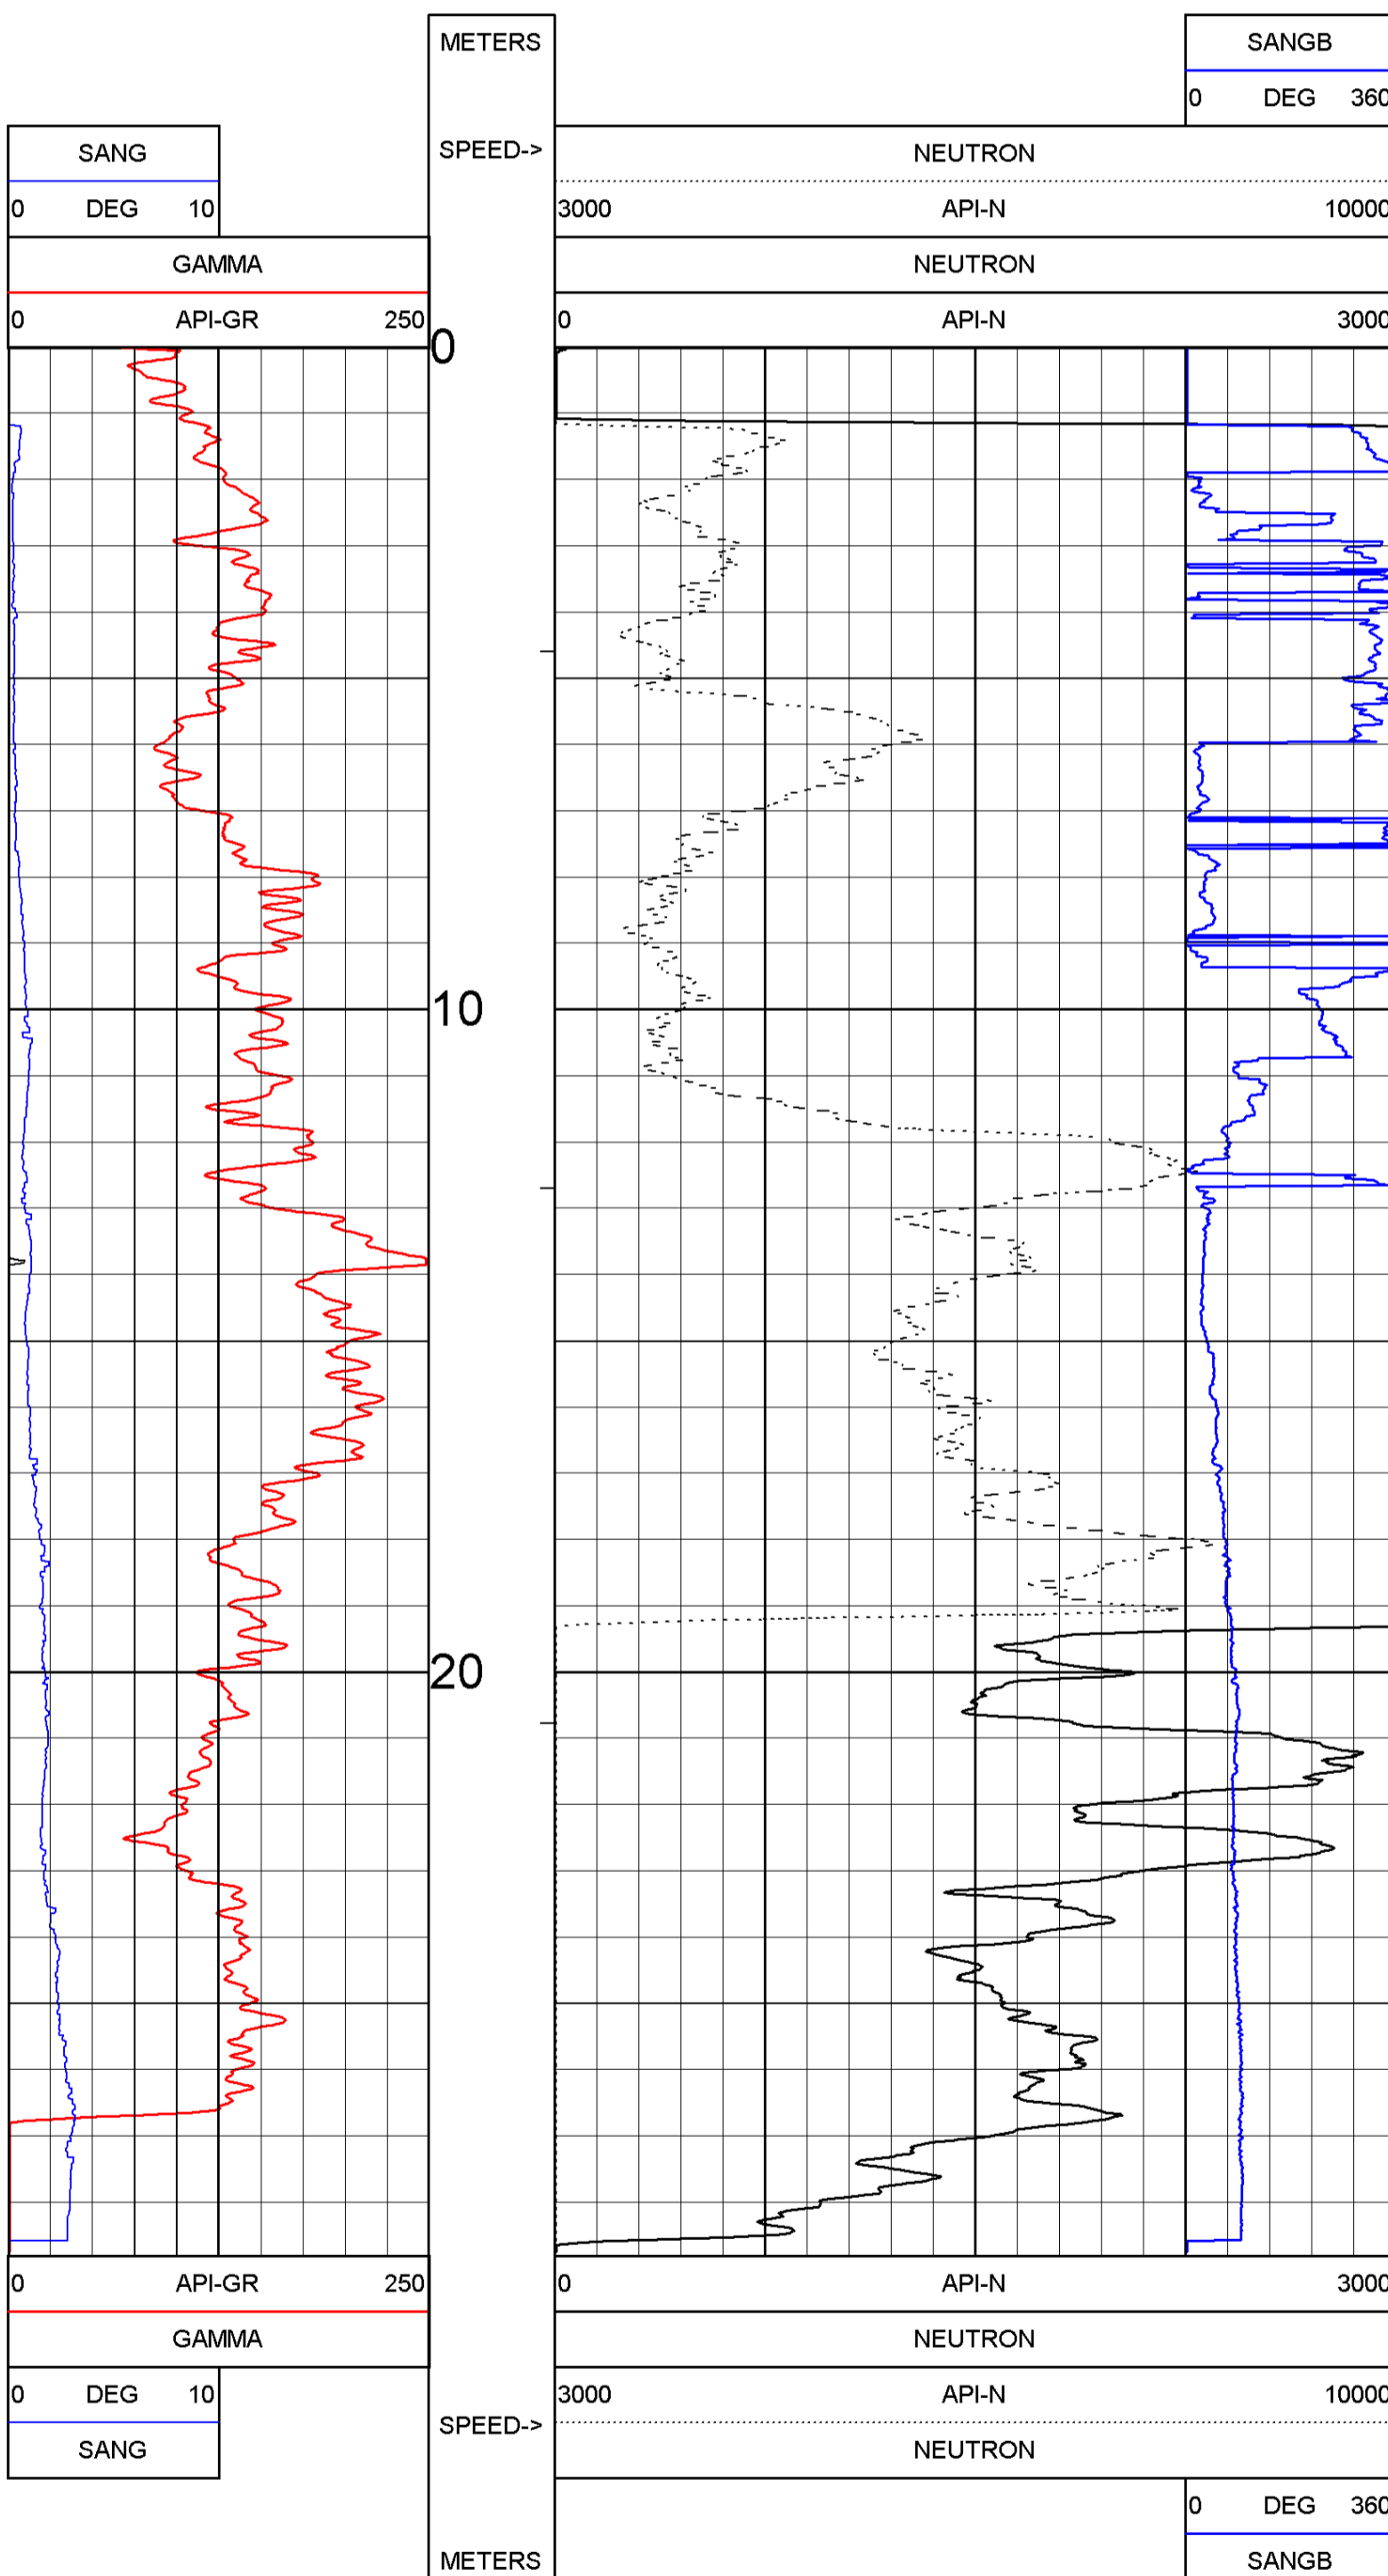 METERS
SANGB
0 DEG 360
SPEED->
SANG
NEUTRON
0 DEG 10
3000 API-N 10000
GAMMA
NEUTRON
0 API-GR 250
0 API-N 3000
0
10
20
0 API-GR 250
0 API-N 3000
GAMMA
NEUTRON
0 DEG 10
3000 API-N 10000
SPEED->
SANG
NEUTRON
0 DEG 360
METERS
SANGB